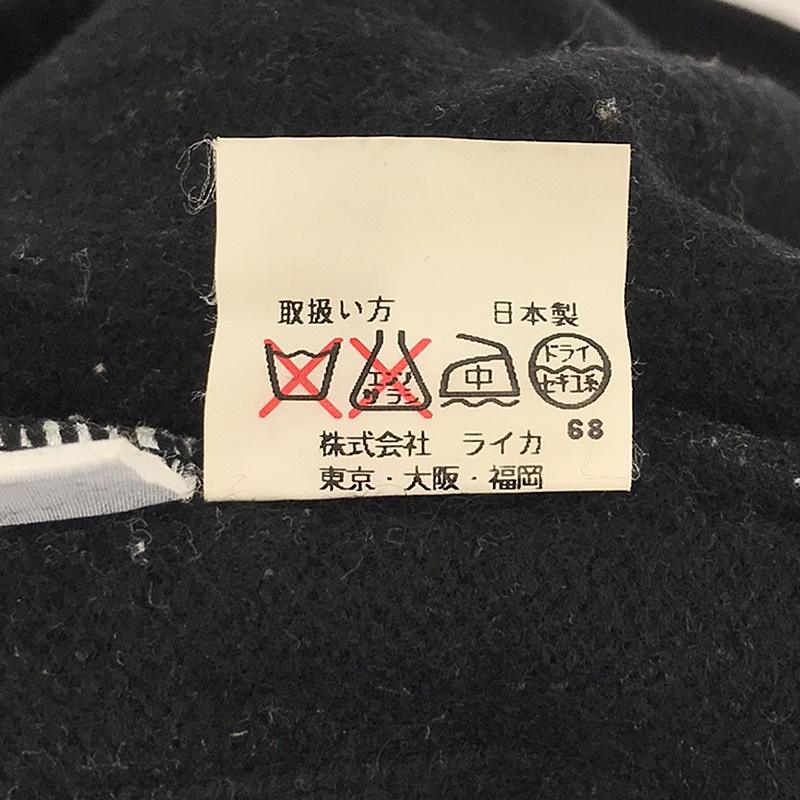 取扱い方 日本製
エンソ サラシ 中 ドライ セキユ系
株式会社 ライカ 68
東京・大阪・福岡